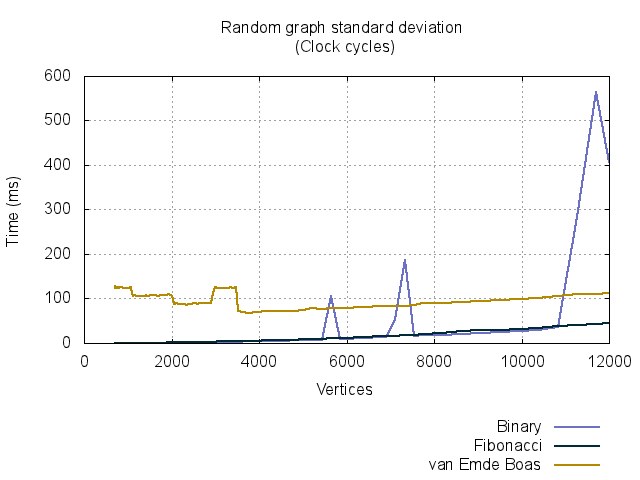 Random graph standard deviation
(Clock cycles)
600
500
400
300
200
100
0
Time (ms)
0 2000 4000 6000 8000 10000 12000
Vertices
Binary
Fibonacci
van Emde Boas